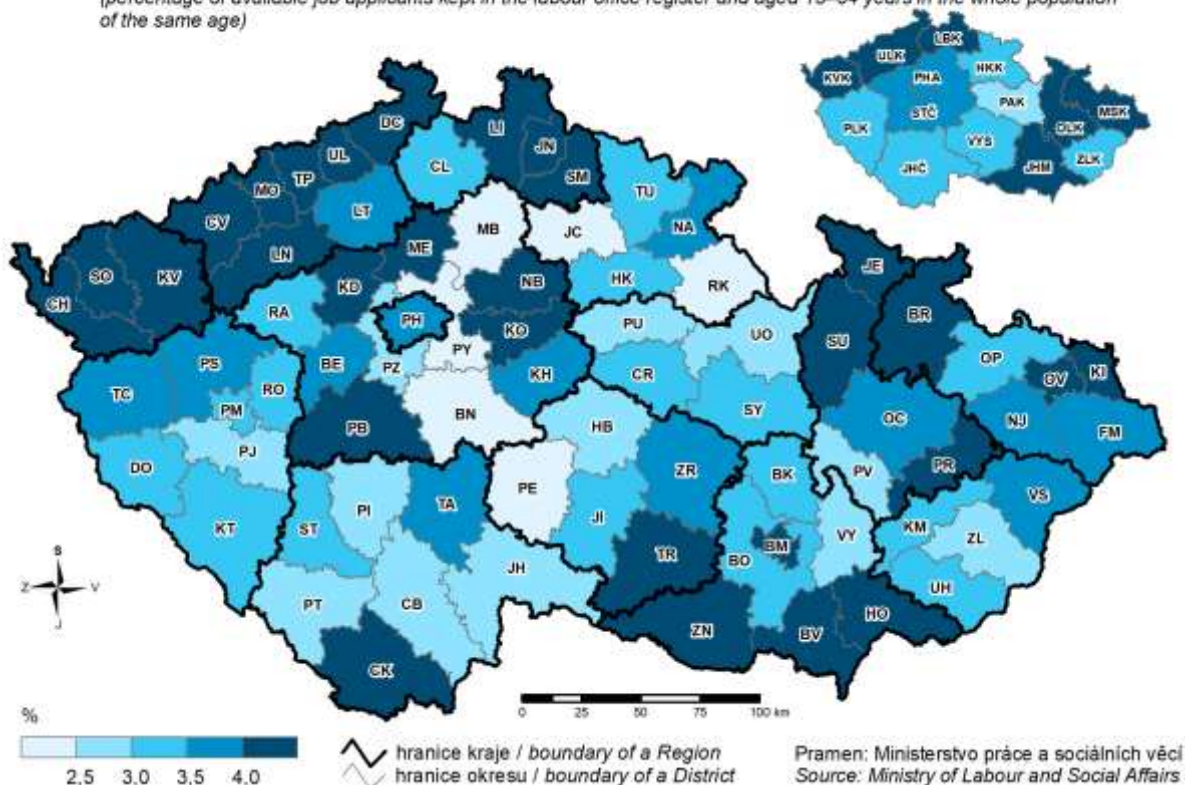 (percentage of available job applicants kept in the labour office register and aged 15–64 years in the whole population
of the same age)
LBK
ULK
HKK
KVK
PHA
PAK
MSK
STČ
OLK
PLK
VYS
ZLK
JHM
JHČ
DC
LI
JN
UL
CL
SM
TP
MO
TU
CV
LT
NA
MB
JC
ME
LN
SO
KV
HK
RK
JE
CH
KD
NB
BR
RA
PH
KO
PU
UO
SU
OP
PS
BE
PZ
PY
OV
KI
TC
RO
KH
CR
PM
SY
OC
NJ
FM
PB
BN
HB
PJ
DO
ZR
PV
PR
PE
BK
VS
PI
TA
KT
ST
JI
KM
VY
ZL
TR
BM
BO
JH
UH
PT
CB
HO
ZN
BV
CK
S
Z
V
J
0 25 50 75 100 km
%
2,5 3,0 3,5 4,0
hranice kraje / boundary of a Region
hranice okresu / boundary of a District
Pramen: Ministerstvo práce a sociálních věcí
Source: Ministry of Labour and Social Affairs